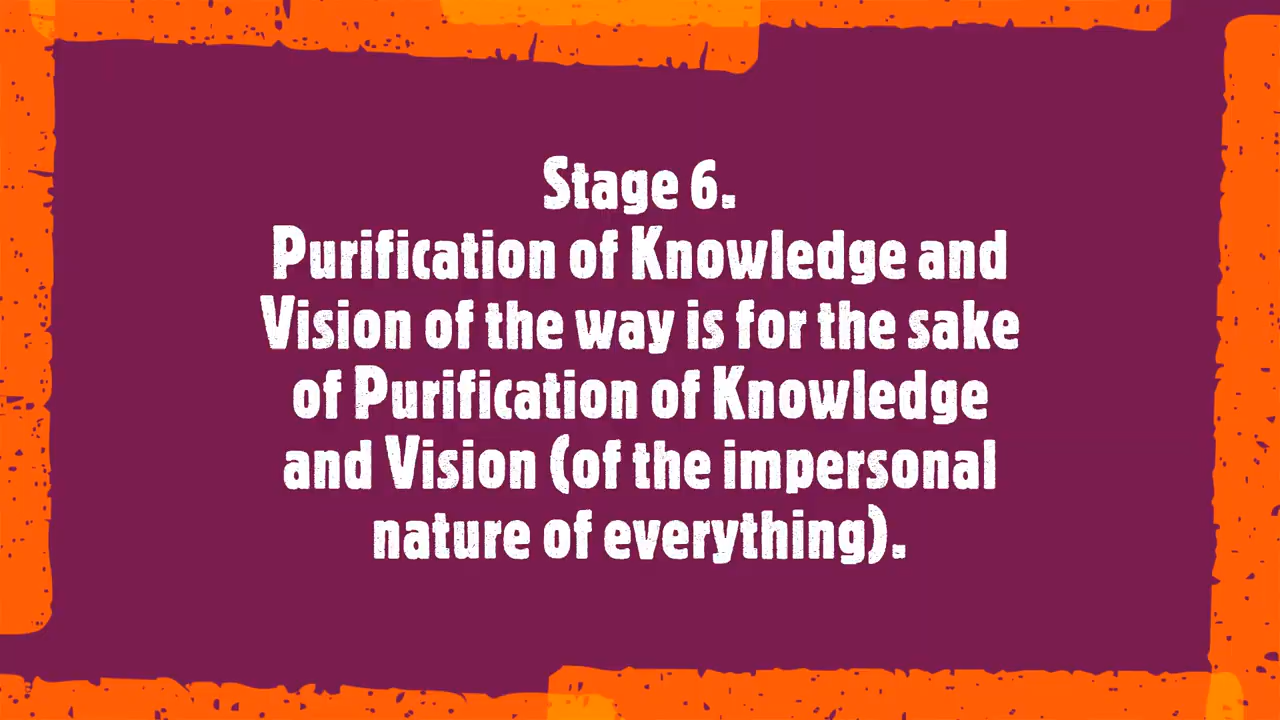 Stage 6.
Purification of Knowledge and
Vision of the way is for the sake
of Purification of Knowledge
and Vision (of the impersonal
nature of everything).